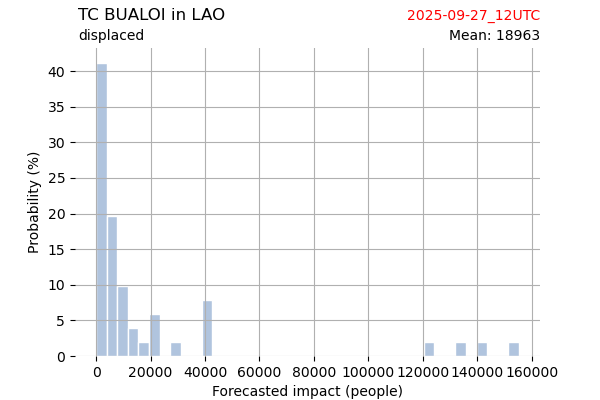 TC BUALOI in LAO
2025-09-27_12UTC
displaced
Mean: 18963
Probability (%)
40
35
30
25
20
15
10
5
0
0 20000 40000 60000 80000 100000 120000 140000 160000
Forecasted impact (people)